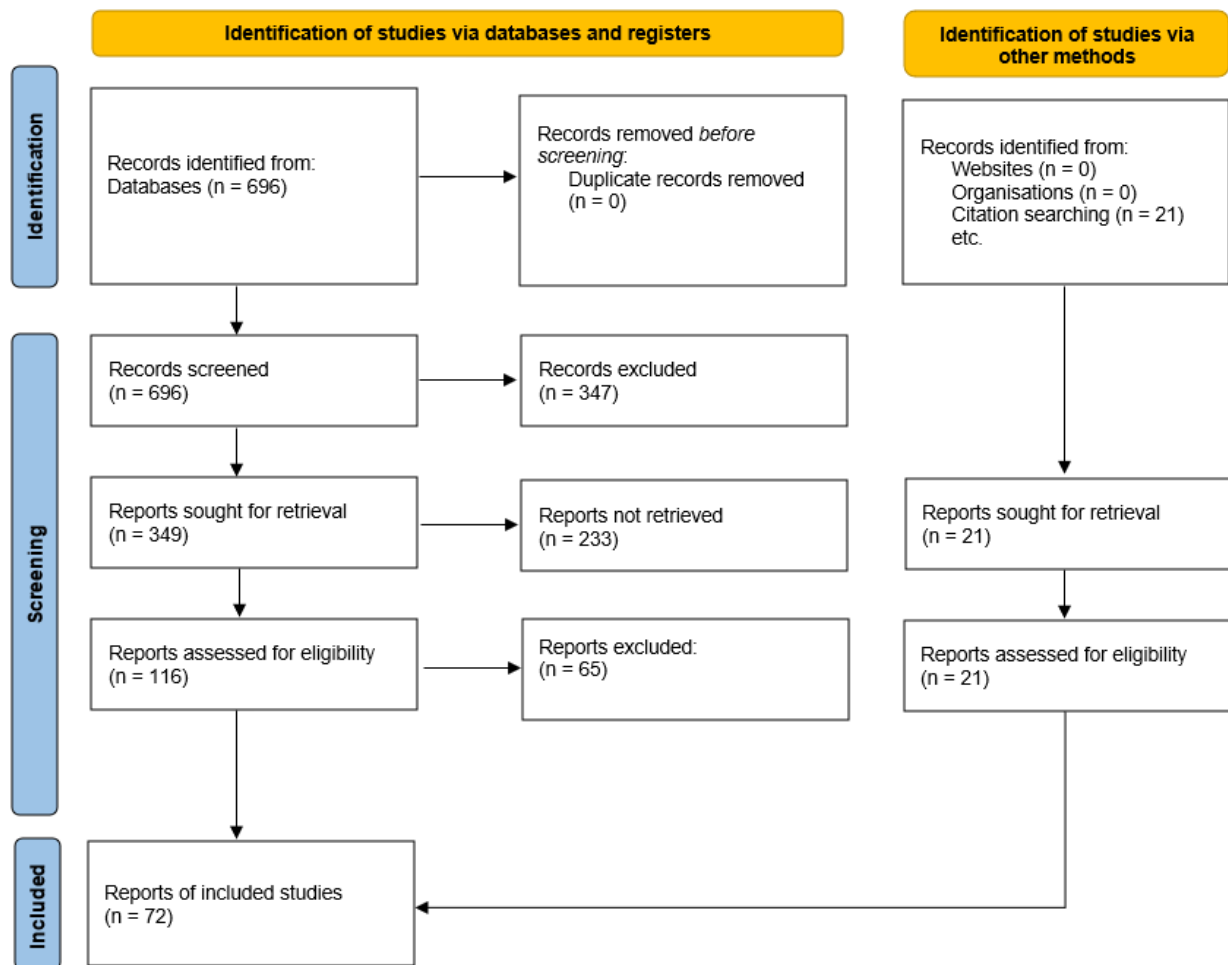 Identification of studies via databases and registers
Identification of studies via
other methods
Identification
Records identified from:
Databases (n = 696)
Records removed before
screening:
Duplicate records removed
(n = 0)
Records identified from:
Websites (n = 0)
Organisations (n = 0)
Citation searching (n = 21)
etc.
Screening
Records screened
(n = 696)
Records excluded
(n = 347)
Reports sought for retrieval
(n = 349)
Reports not retrieved
(n = 233)
Reports sought for retrieval
(n = 21)
Reports assessed for eligibility
(n = 116)
Reports excluded:
(n = 65)
Reports assessed for eligibility
(n = 21)
Included
Reports of included studies
(n = 72)